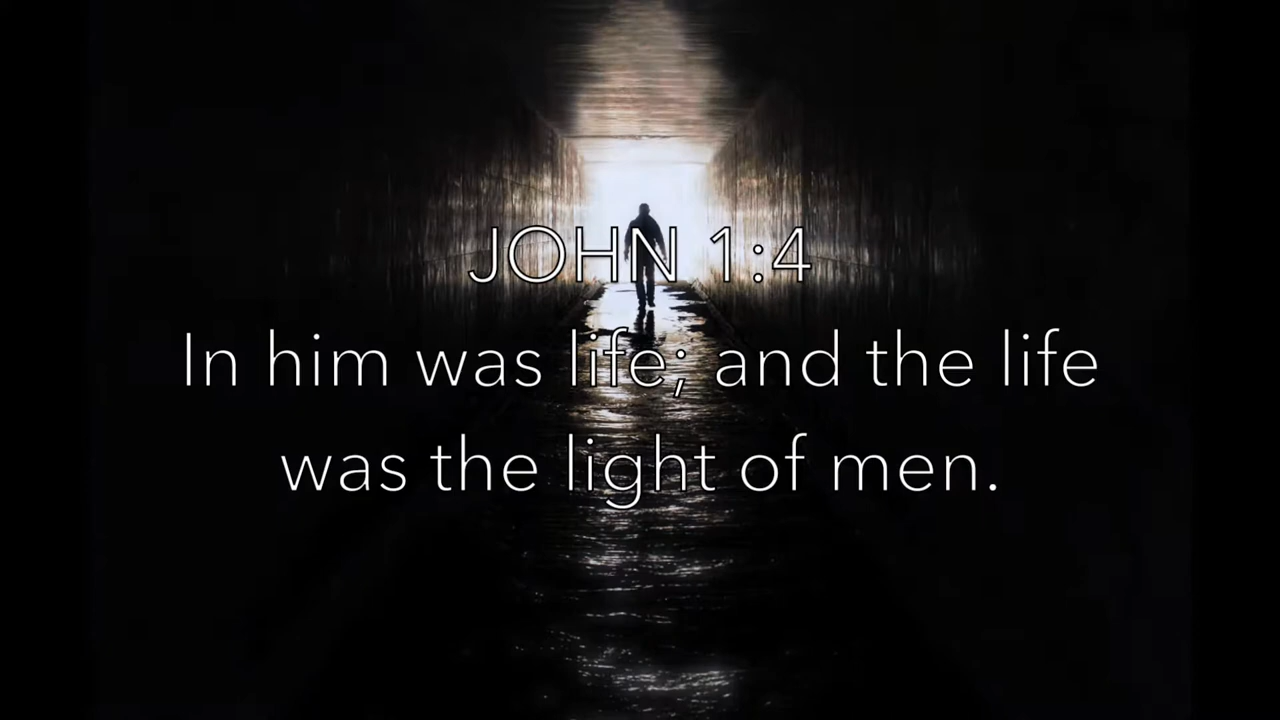 JOHN 1:4
In him was life; and the life
was the light of men.